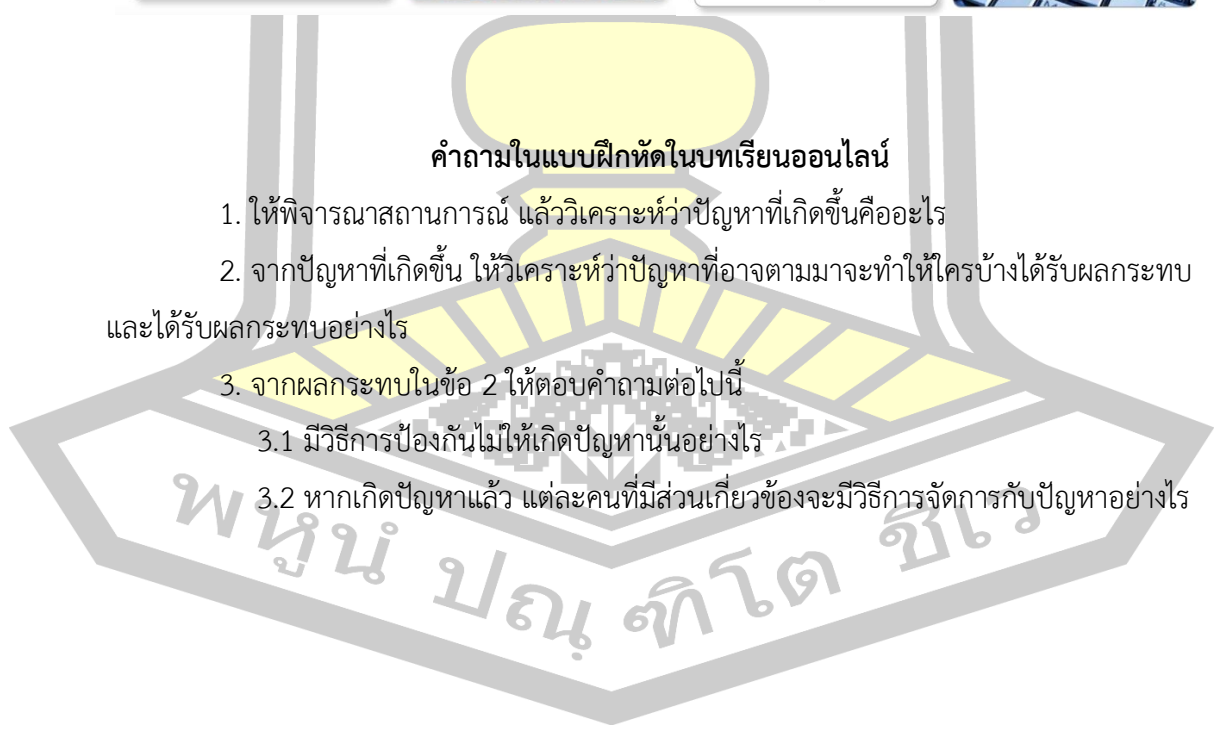 คำถามในแบบฝึกหัดในบทเรียนออนไลน์
1. ให้พิจารณาสถานการณ์ แล้ววิเคราะห์ว่าปัญหาที่เกิดขึ้นคืออะไร
2. จากปัญหาที่เกิดขึ้น ให้วิเคราะห์ว่าปัญหาที่อาจตามมาจะทำให้ใครบ้างได้รับผลกระทบ
และได้รับผลกระทบอย่างไร
3. จากผลกระทบในข้อ 2 ให้ตอบคำถามต่อไปนี้
3.1 มีวิธีการป้องกันไม่ให้เกิดปัญหานั้นอย่างไร
3.2 หากเกิดปัญหาแล้ว แต่ละคนที่มีส่วนเกี่ยวข้องจะมีวิธีการจัดการกับปัญหาอย่างไร
พหูนํ ปณฺฑิโต ชีเว